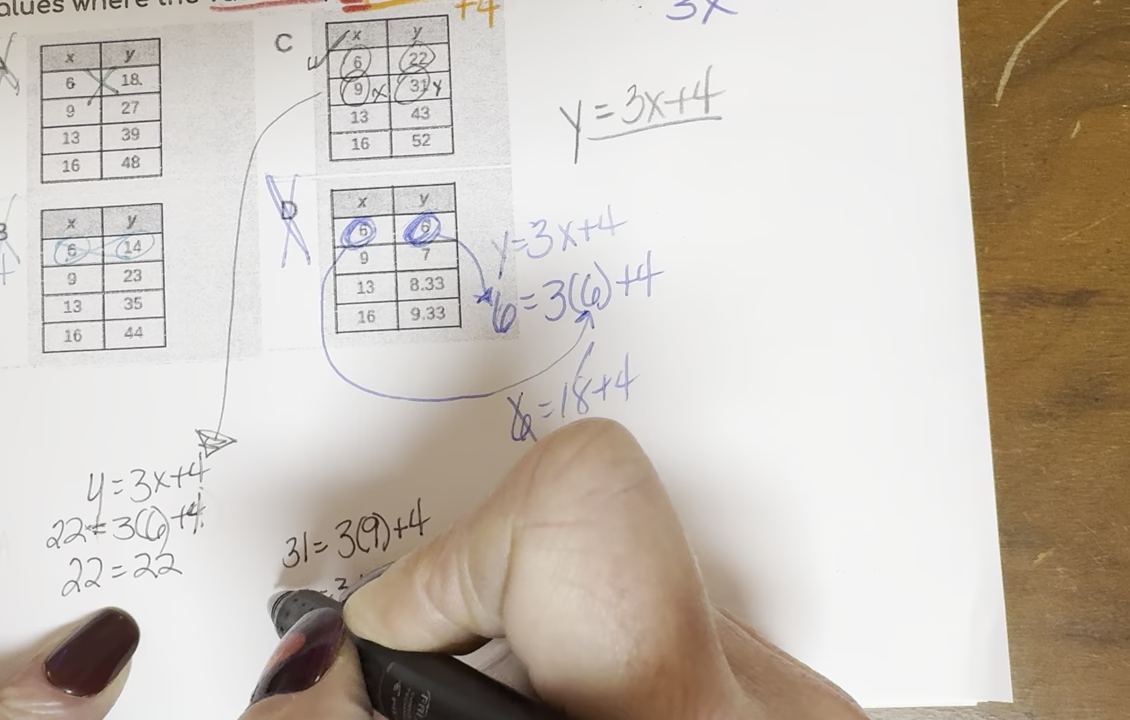 alues where the
+4
3x
x y
6 18.
9 27
13 39
16 48
C
x y
6 22
9 x 31 y
13 43
16 52
y = 3x+4
B
x y
6 14
9 23
13 35
16 44
D
x y
6 6
9 7
13 8.33
16 9.33
y=3x+4
6=3(6)+4
6=18+4
y=3x+4
22=3(6)+4
22=22
31=3(9)+4